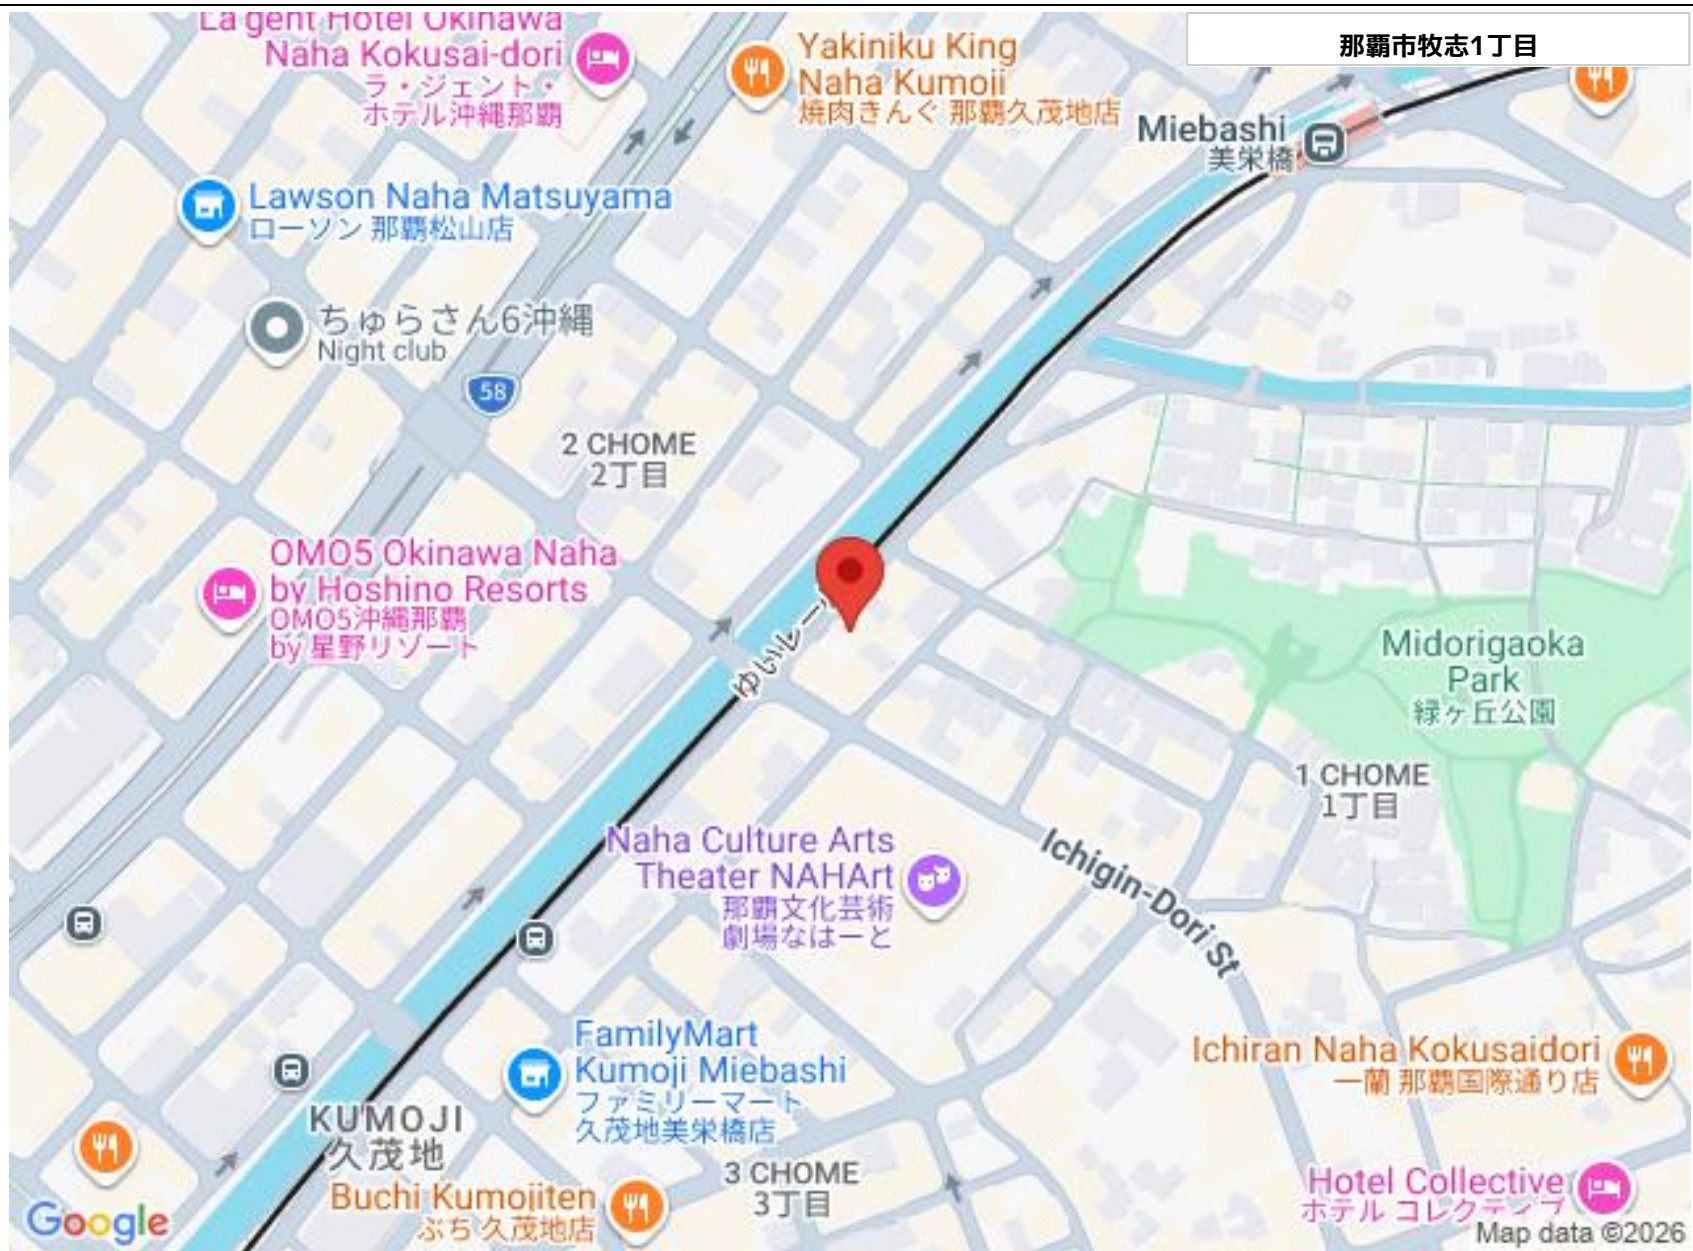 那覇市牧志1丁目
La'gent Hotel Okinawa
Naha Kokusai-dori
ラ・ジェント・
ホテル沖縄那覇
Yakiniku King
Naha Kumoji
焼肉きんぐ 那覇久茂地店
Miebashi
美栄橋
Lawson Naha Matsuyama
ローソン 那覇松山店
ちゅらさん6沖縄
Night club
58
2 CHOME
2丁目
OMO5 Okinawa Naha
by Hoshino Resorts
OMO5沖縄那覇
by 星野リゾート
ゆいレー
Midorigaoka
Park
緑ヶ丘公園
1 CHOME
1丁目
Naha Culture Arts
Theater NAHArt
那覇文化芸術
劇場なはーと
Ichigin-Dori St
FamilyMart
Kumoji Miebashi
ファミリーマート
久茂地美栄橋店
Ichiran Naha Kokusaidori
一蘭 那覇国際通り店
KUMOJI
久茂地
3 CHOME
3丁目
Buchi Kumojiten
ぶち 久茂地店
Hotel Collective
ホテル コレクティブ
Google
Map data ©2026